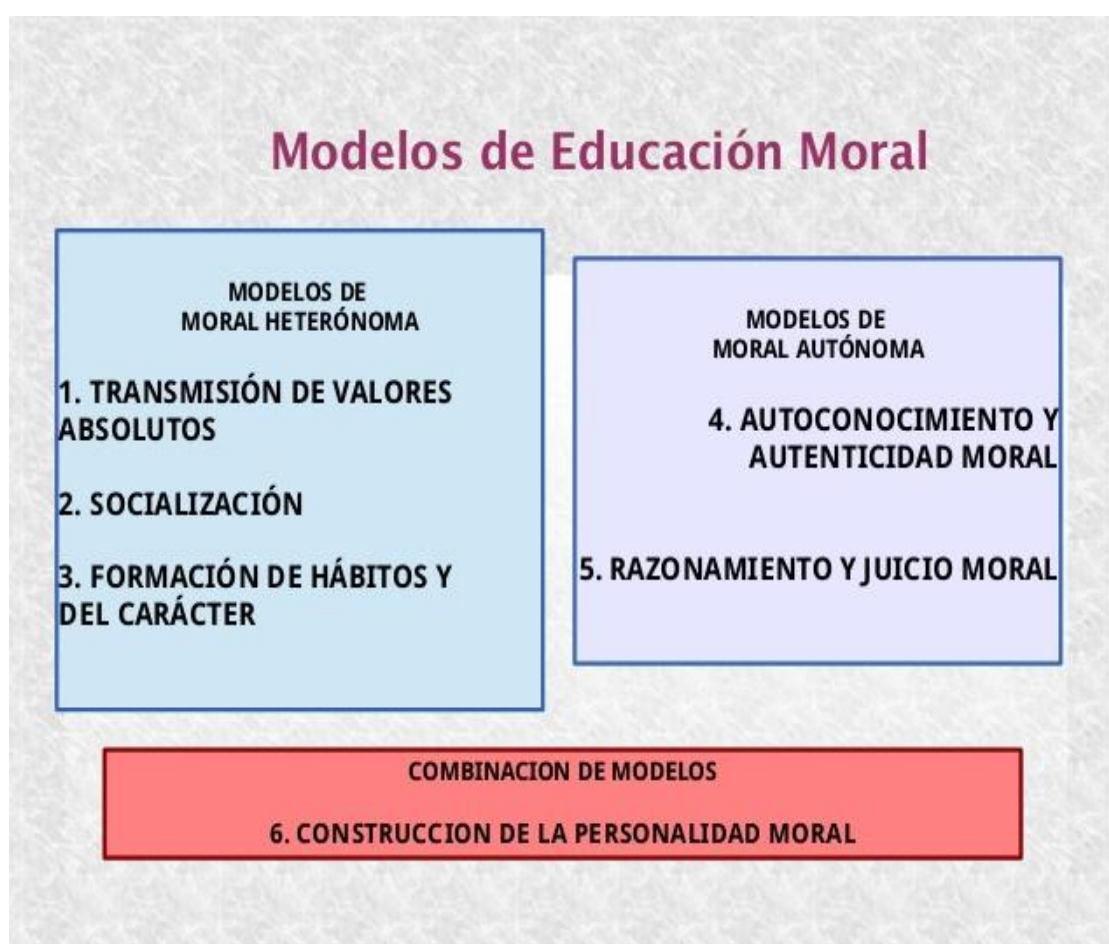 Modelos de Educación Moral
MODELOS DE
MORAL HETERÓNOMA
1. TRANSMISIÓN DE VALORES
ABSOLUTOS
2. SOCIALIZACIÓN
3. FORMACIÓN DE HÁBITOS Y
DEL CARÁCTER
MODELOS DE
MORAL AUTÓNOMA
4. AUTOCONOCIMIENTO Y
AUTENTICIDAD MORAL
5. RAZONAMIENTO Y JUICIO MORAL
COMBINACION DE MODELOS
6. CONSTRUCCION DE LA PERSONALIDAD MORAL